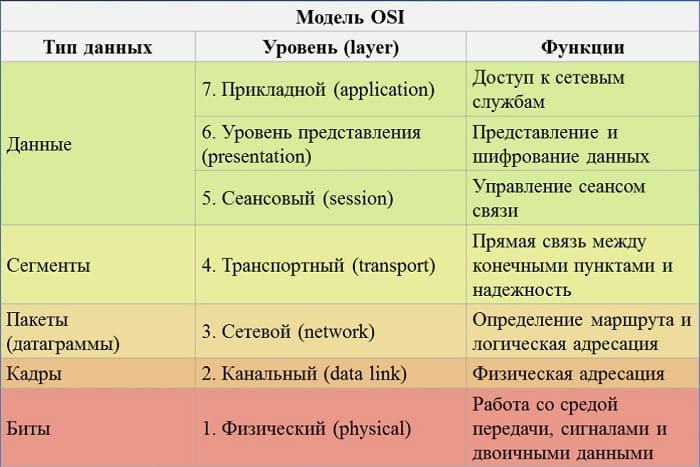 Модель OSI
Тип данных
Уровень (layer)
Функции
Данные
7. Прикладной (application)
Доступ к сетевым
службам
6. Уровень представления
(presentation)
Представление и
шифрование данных
5. Сеансовый (session)
Управление сеансом
связи
Сегменты
4. Транспортный (transport)
Прямая связь между
конечными пунктами и
надежность
Пакеты
(датаграммы)
3. Сетевой (network)
Определение маршрута и
логическая адресация
Кадры
2. Канальный (data link)
Физическая адресация
Биты
1. Физический (physical)
Работа со средой
передачи, сигналами и
двоичными данными